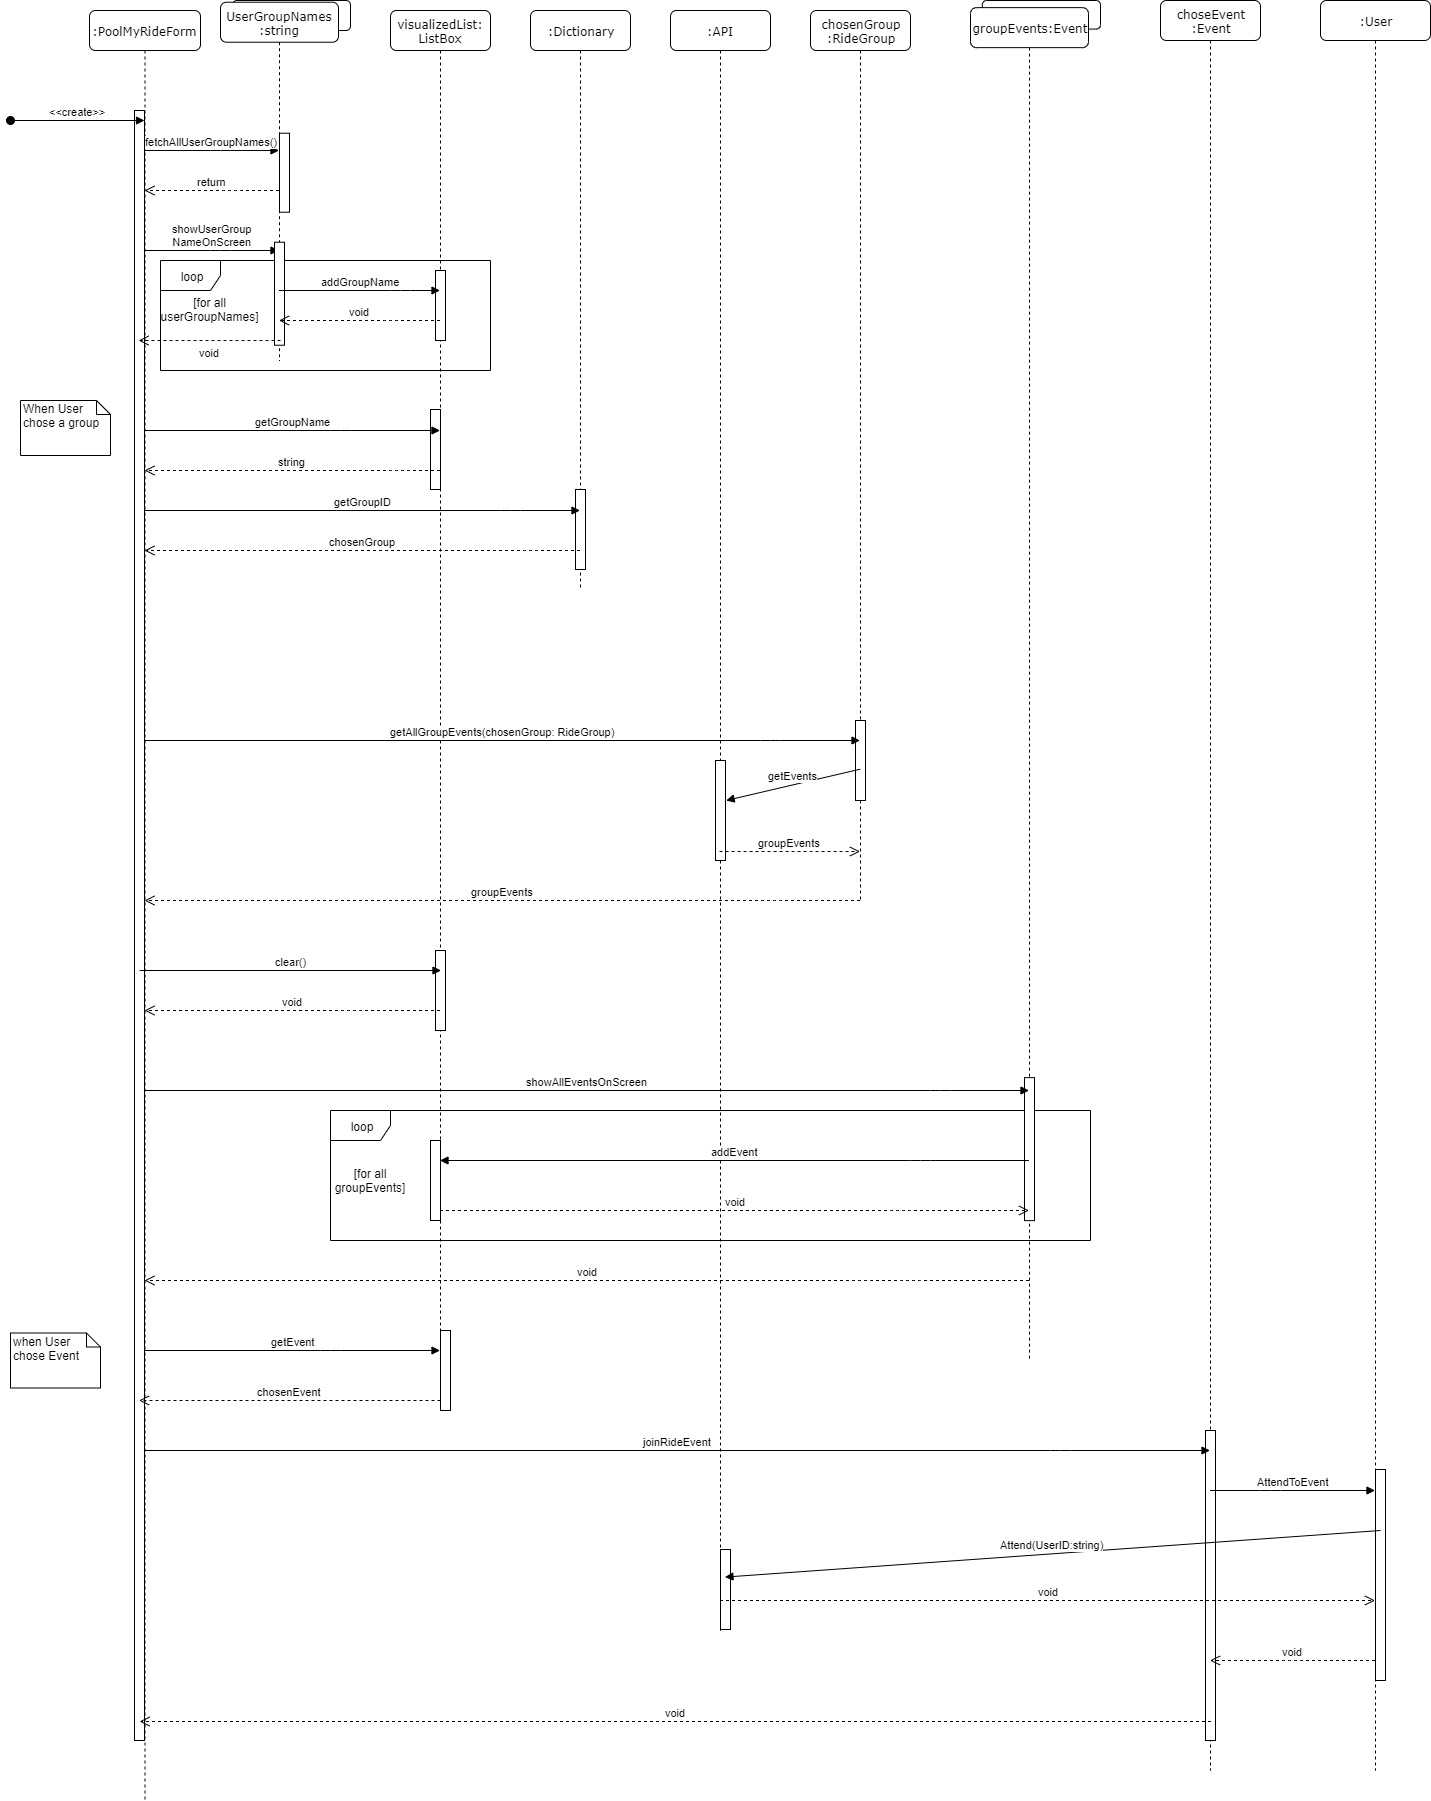 :PoolMyRideForm
UserGroupNames
:string
visualizedList:
ListBox
:Dictionary
:API
chosenGroup
:RideGroup
groupEvents:Event
choseEvent
:Event
:User
<<create>>
fetchAllUserGroupNames()
return
showUserGroup
NameOnScreen
loop
addGroupName
[for all
userGroupNames]
void
void
When User
chose a group
getGroupName
string
getGroupID
chosenGroup
getAllGroupEvents(chosenGroup: RideGroup)
getEvents
groupEvents
groupEvents
clear()
void
showAllEventsOnScreen
loop
addEvent
[for all
groupEvents]
void
void
when User
chose Event
getEvent
chosenEvent
joinRideEvent
AttendToEvent
Attend(UserID:string)
void
void
void